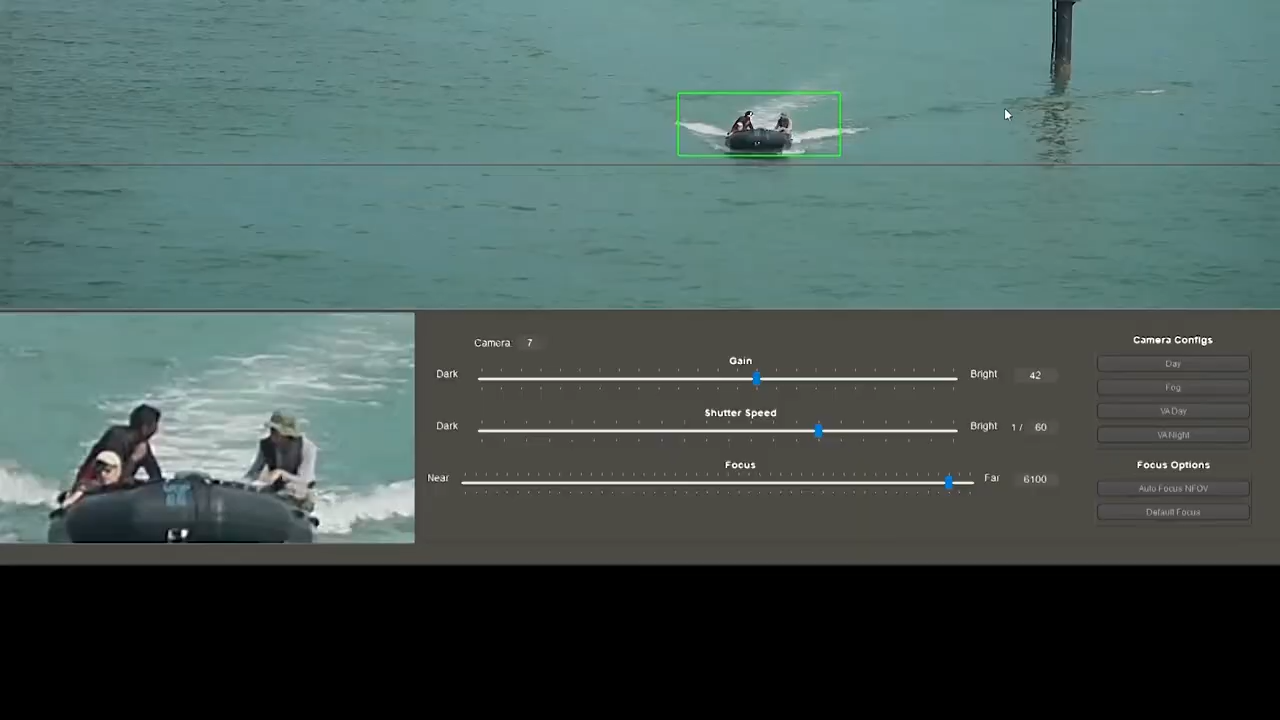 Camera: 7
Gain
Dark
Bright
42
Shutter Speed
Dark
Bright
1 / 60
Focus
Near
Far
6100
Camera Configs
Day
Fog
VA Day
VA Night
Focus Options
Auto Focus NFOV
Default Focus